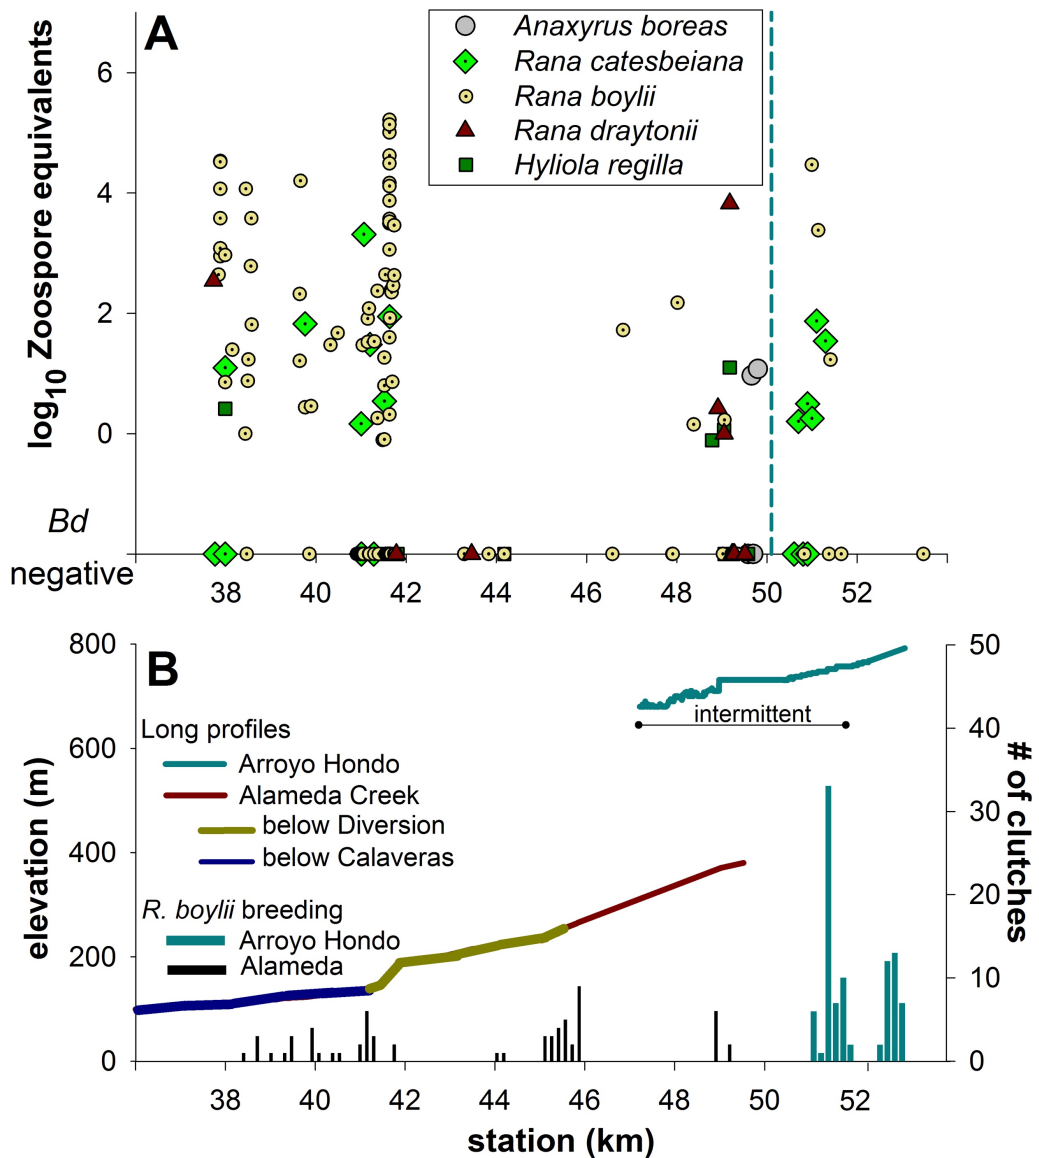 A
log10 Zoospore equivalents
6
4
2
0
Bd
negative
Anaxyrus boreas
Rana catesbeiana
Rana boylii
Rana draytonii
Hyliola regilla
38 40 42 44 46 48 50 52
B
elevation (m)
800
600
400
200
0
Long profiles
Arroyo Hondo
Alameda Creek
below Diversion
below Calaveras
R. boylii breeding
Arroyo Hondo
Alameda
intermittent
50
40
30
20
10
0
# of clutches
38 40 42 44 46 48 50 52
station (km)